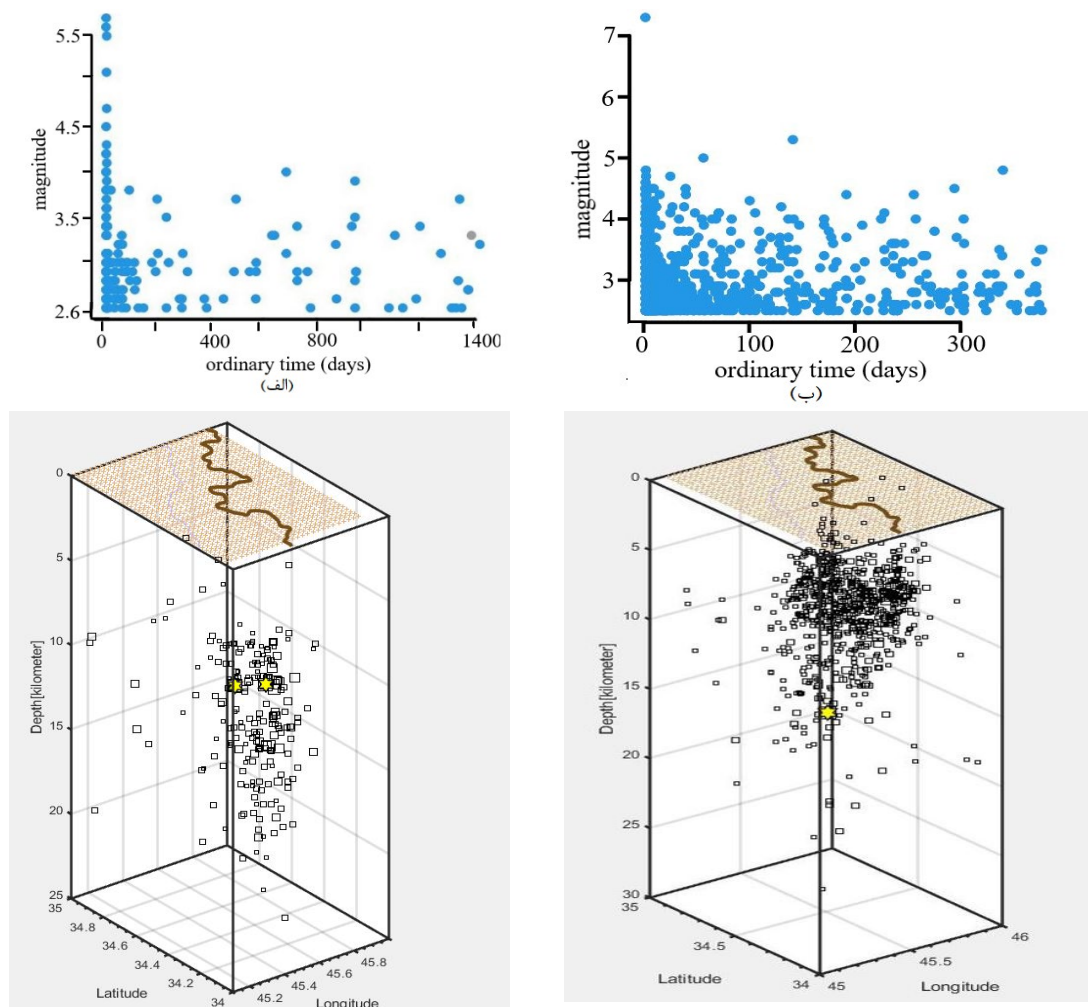 5.5
4.5
3.5
2.6
magnitude
0 400 800 1400
ordinary time (days)
(الف)
7
6
5
4
3
magnitude
0 100 200 300
ordinary time (days)
(ب)
0
5
10
15
20
25
Depth[kilometer]
35
34.8
34.6
34.4
34.2
34
Latitude
45.2
45.4
45.6
45.8
Longitude
0
5
10
15
20
25
30
Depth[kilometer]
35
34.5
34
Latitude
45
45.5
46
Longitude